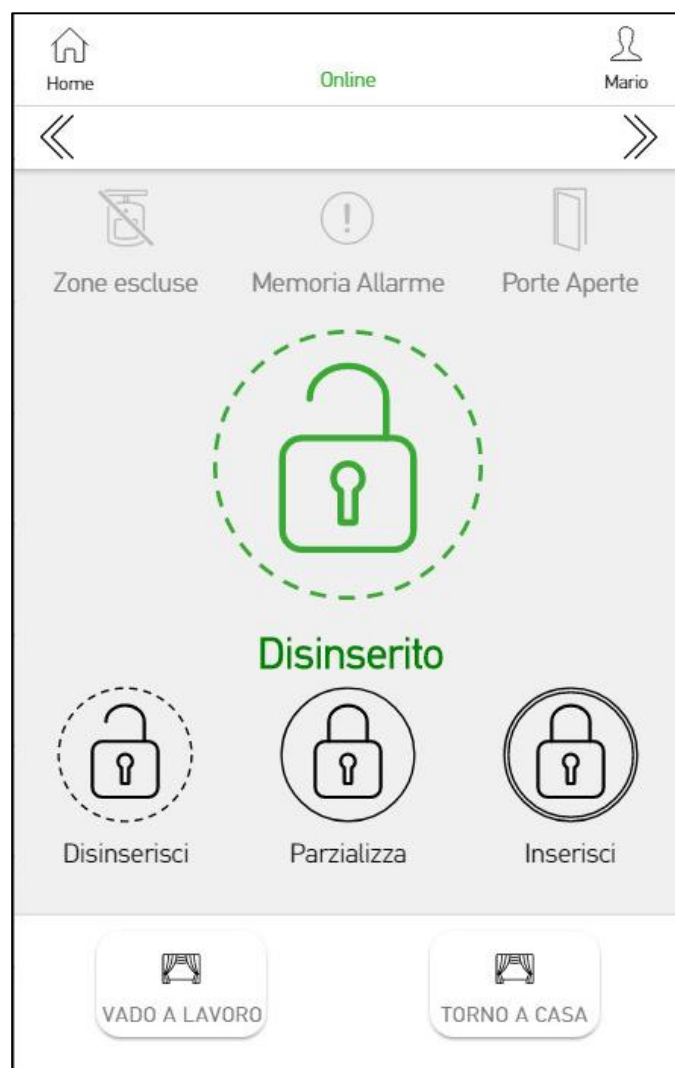 Home
Online
Mario
Zone escluse
Memoria Allarme
Porte Aperte
Disinserito
Disinserisci
Parzializza
Inserisci
VADO A LAVORO
TORNO A CASA